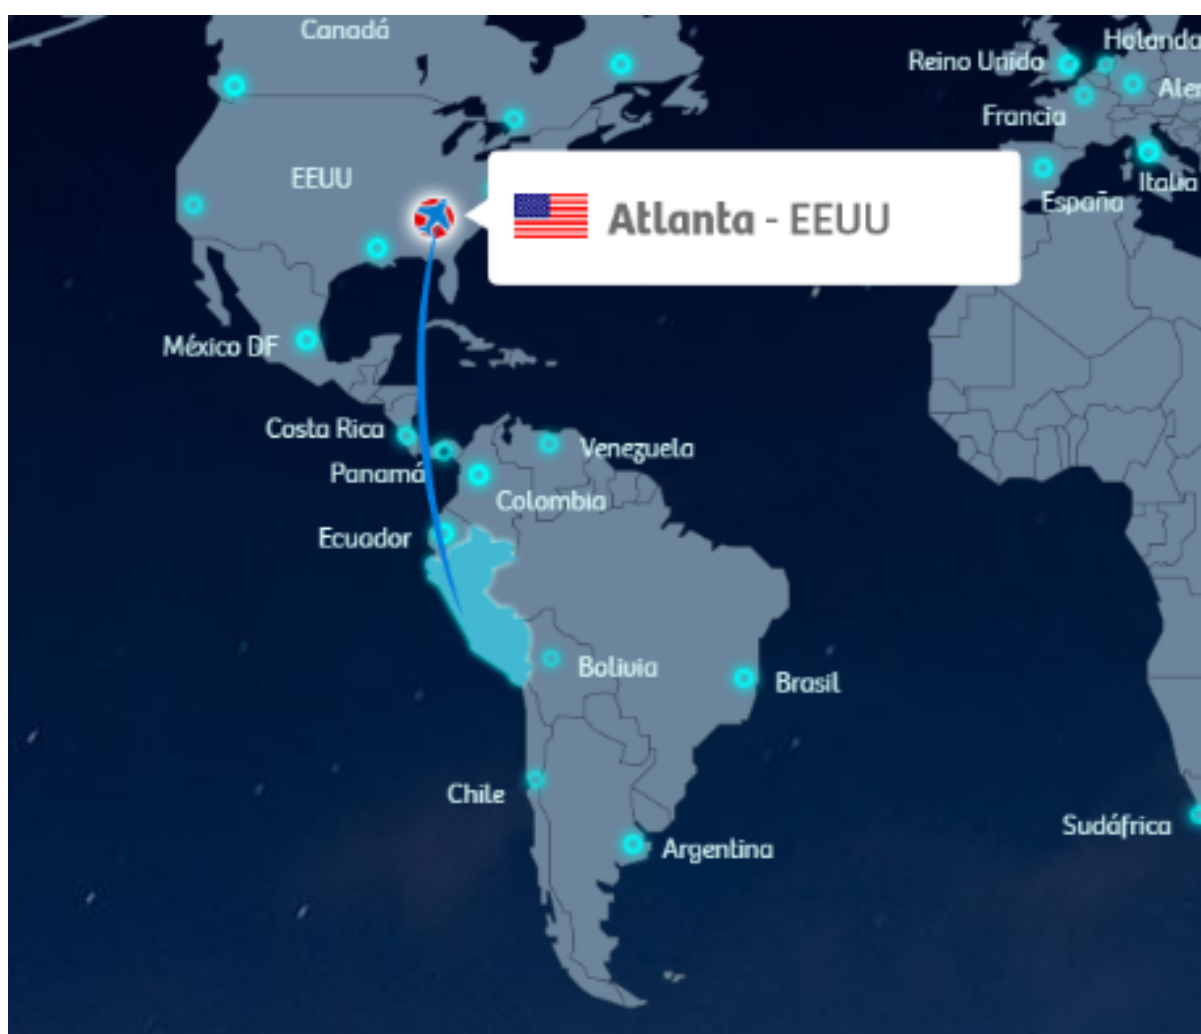 Canadá
Holanda
Reino Unido
Francia
EEUU
Italia
España
Atlanta - EEUU
México DF
Costa Rica
Venezuela
Panamá
Colombia
Ecuador
Bolivia
Brasil
Chile
Sudáfrica
Argentina